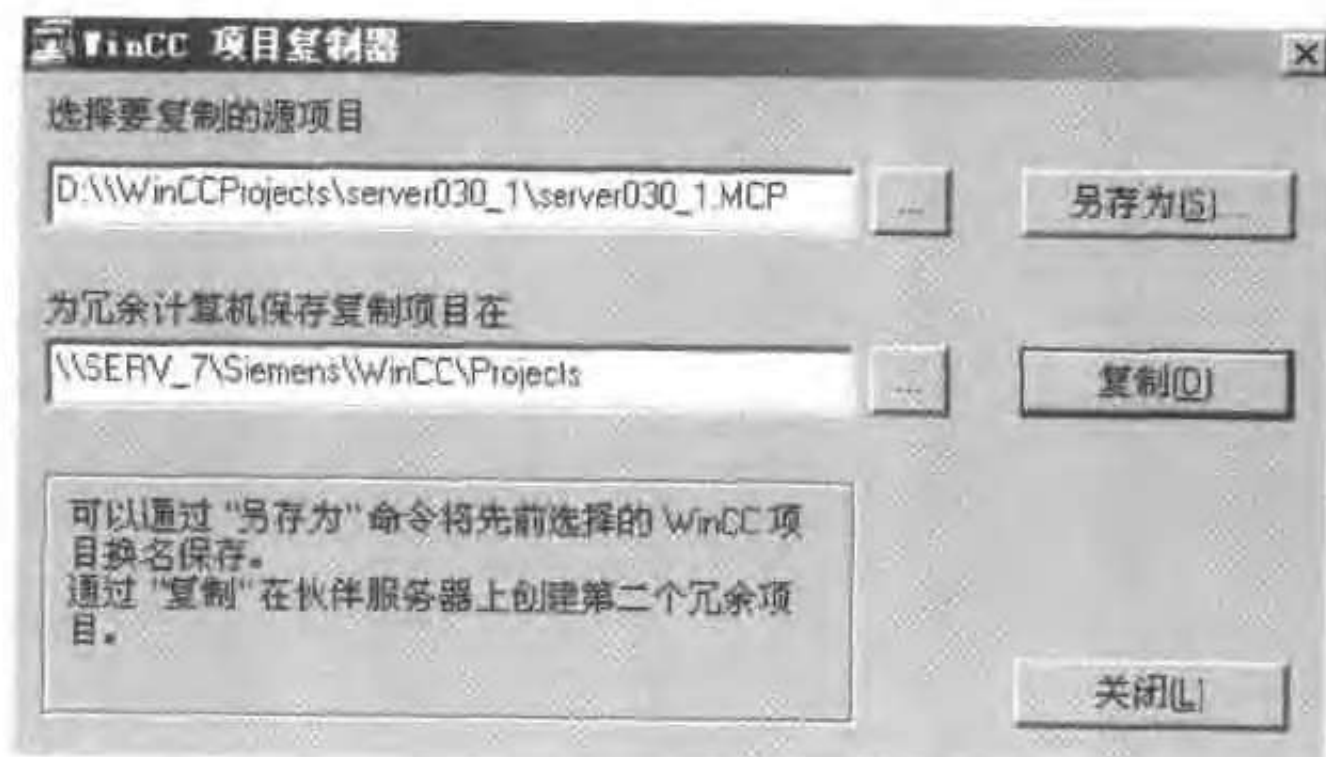 WinCC 项目复制器
选择要复制的源项目
D:\\WinCCProjects\server030_1\server030_1.MCP
...
另存为(S)...
为冗余计算机保存复制项目在
\\SERV_7\Siemens\WinCC\Projects
...
复制(D)
可以通过“另存为”命令将先前选择的 WinCC 项
目换名保存。
通过“复制”在伙伴服务器上创建第二个冗余项
目。
关闭(L)